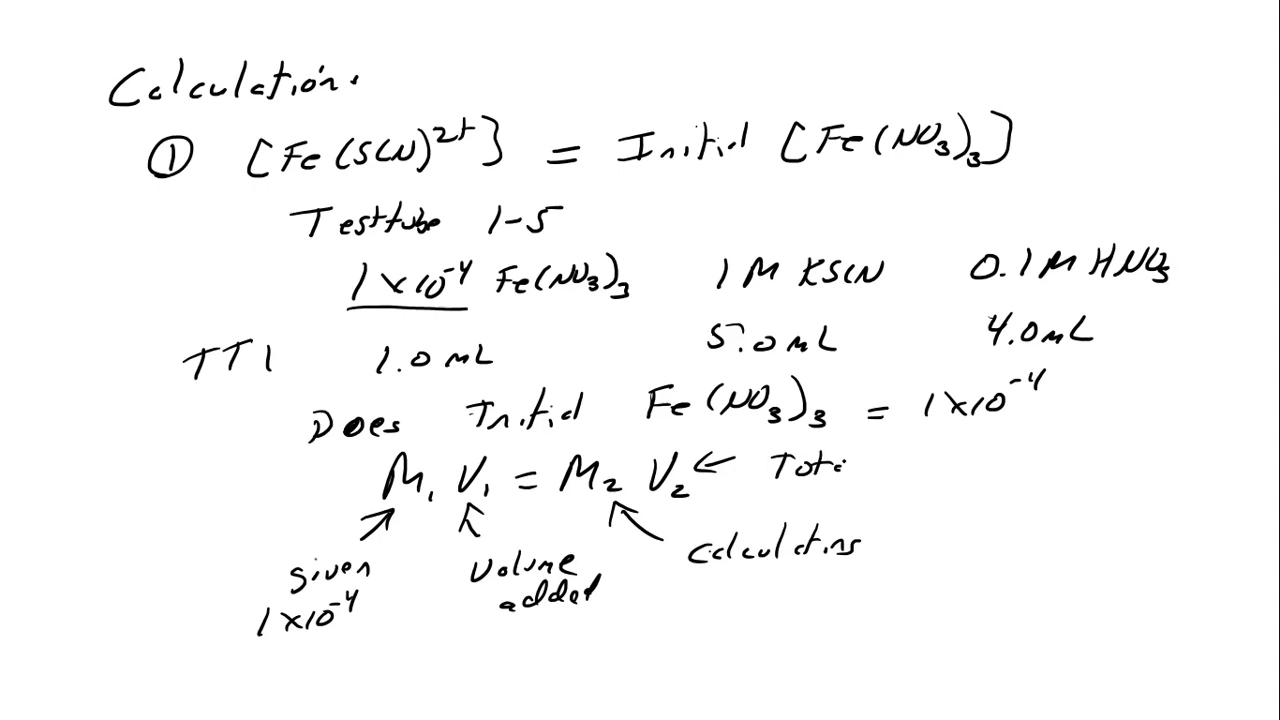 Calculation.
① [Fe(SCN)²⁺] = Initial [Fe(NO₃)₃]
Testtube 1-5
1×10⁻⁴ Fe(NO₃)₃ 1 M KSCN 0.1 M HNO₃
TT1 1.0 mL 5.0 mL 4.0 mL
Does Initial Fe(NO₃)₃ = 1×10⁻⁴
M₁ V₁ = M₂ V₂ ← Tota
given volume added calculating
1×10⁻⁴